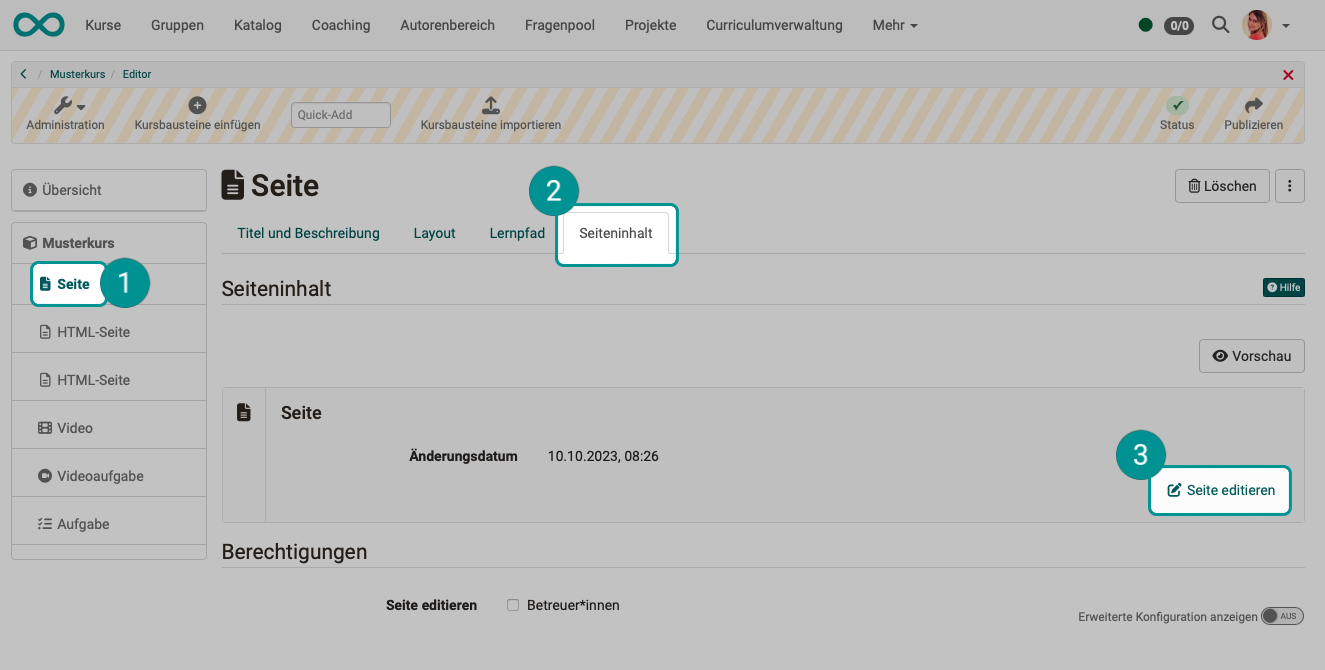 Kurse Gruppen Katalog Coaching Autorenbereich Fragenpool Projekte Curriculumverwaltung Mehr 0/0
/ Musterkurs / Editor
Administration Kursbausteine einfügen Quick-Add Kursbausteine importieren Status Publizieren
Übersicht
Musterkurs
Seite 1
HTML-Seite
HTML-Seite
Video
Videoaufgabe
Aufgabe
Seite 2 Löschen
Titel und Beschreibung Layout Lernpfad Seiteninhalt
Seiteninhalt Hilfe
Vorschau
Seite
Änderungsdatum 10.10.2023, 08:26
3
Seite editieren
Berechtigungen
Seite editieren Betreuer*innen
Erweiterte Konfiguration anzeigen AUS